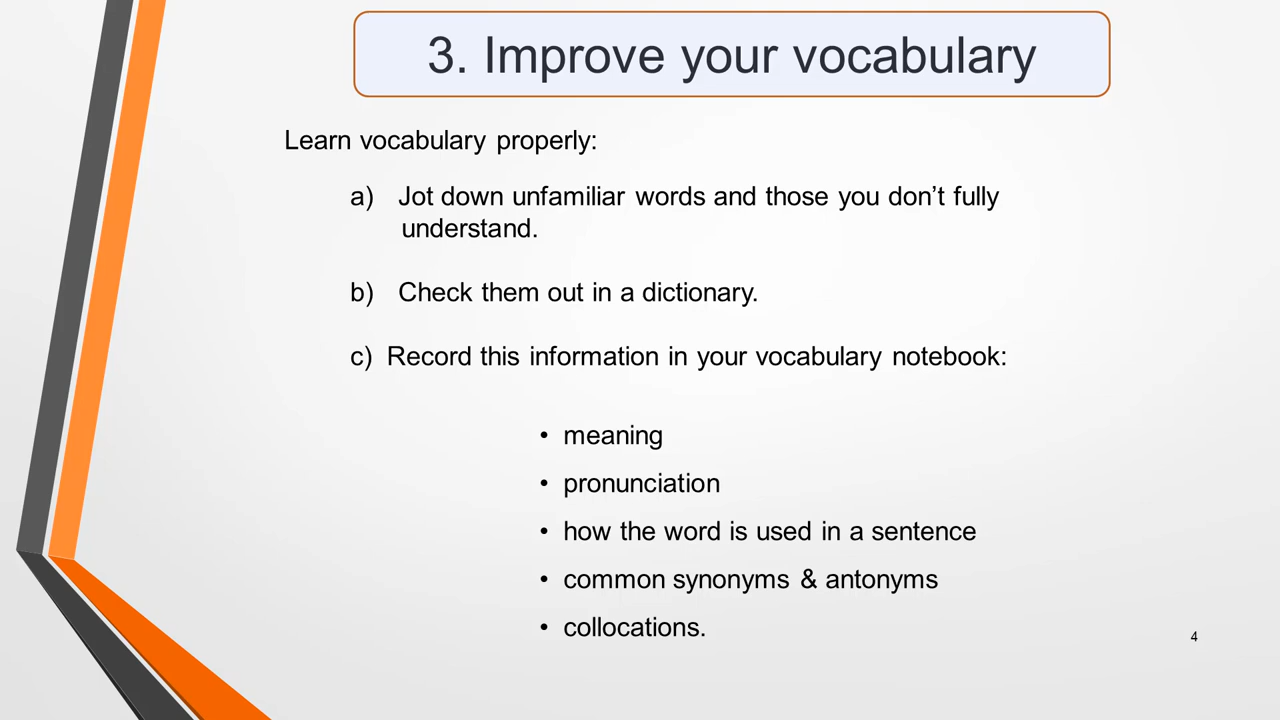 3. Improve your vocabulary
Learn vocabulary properly:
a) Jot down unfamiliar words and those you don’t fully
understand.
b) Check them out in a dictionary.
c) Record this information in your vocabulary notebook:
• meaning
• pronunciation
• how the word is used in a sentence
• common synonyms & antonyms
• collocations.
4